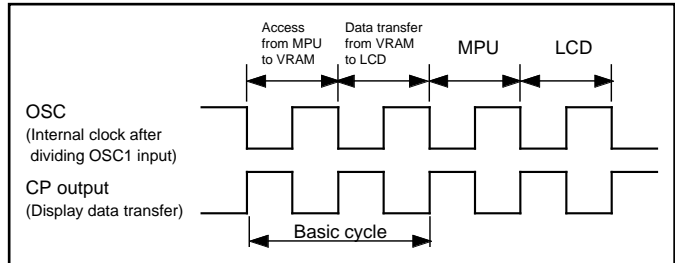 Access
from MPU
to VRAM
Data transfer
from VRAM
to LCD
MPU
LCD
OSC
(Internal clock after
dividing OSC1 input)
CP output
(Display data transfer)
Basic cycle